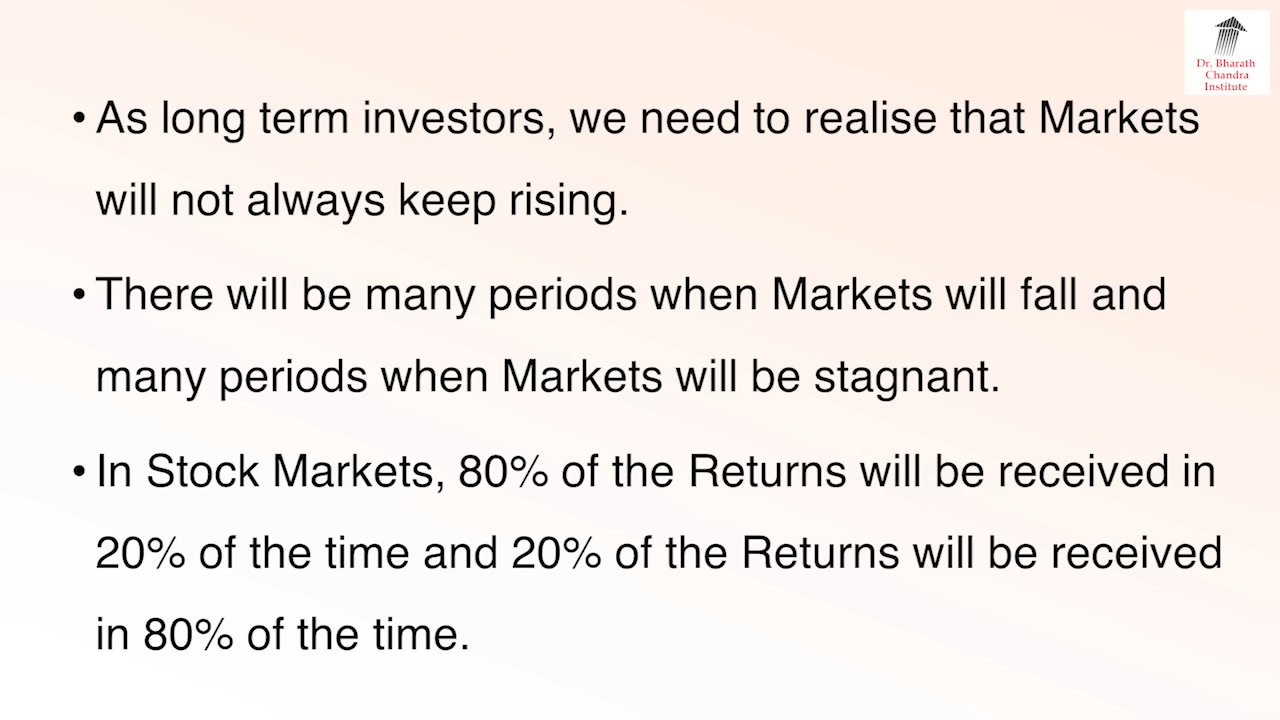 Dr. Bharath
Chandra
Institute
• As long term investors, we need to realise that Markets
will not always keep rising.
• There will be many periods when Markets will fall and
many periods when Markets will be stagnant.
• In Stock Markets, 80% of the Returns will be received in
20% of the time and 20% of the Returns will be received
in 80% of the time.